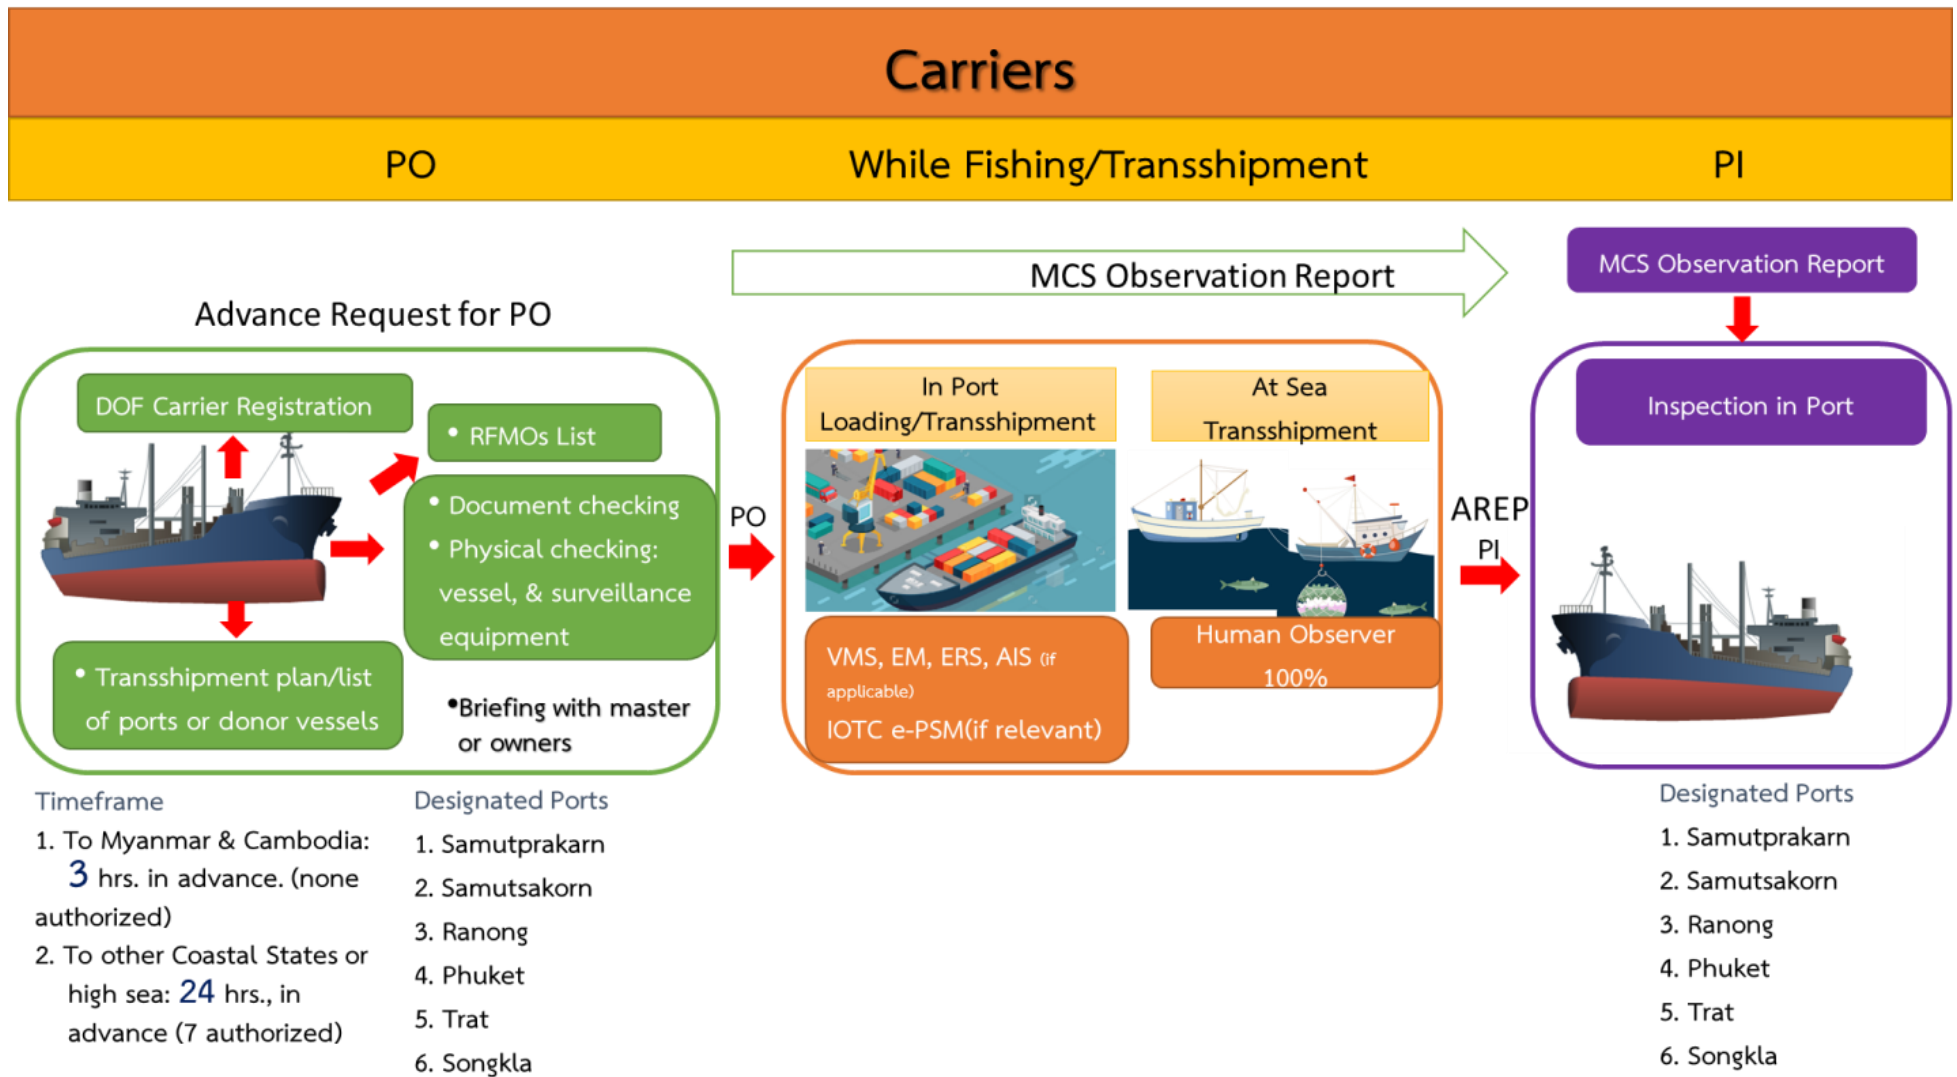 Carriers
PO
While Fishing/Transshipment
PI
MCS Observation Report
MCS Observation Report
Advance Request for PO
DOF Carrier Registration
• RFMOs List
• Document checking
• Physical checking:
vessel, & surveillance
equipment
• Transshipment plan/list
of ports or donor vessels
•Briefing with master
or owners
PO
In Port
Loading/Transshipment
At Sea
Transshipment
VMS, EM, ERS, AIS (if
applicable)
IOTC e-PSM(if relevant)
Human Observer
100%
AREP
PI
Inspection in Port
Timeframe
1. To Myanmar & Cambodia:
3 hrs. in advance. (none
authorized)
2. To other Coastal States or
high sea: 24 hrs., in
advance (7 authorized)
Designated Ports
1. Samutprakarn
2. Samutsakorn
3. Ranong
4. Phuket
5. Trat
6. Songkla
Designated Ports
1. Samutprakarn
2. Samutsakorn
3. Ranong
4. Phuket
5. Trat
6. Songkla